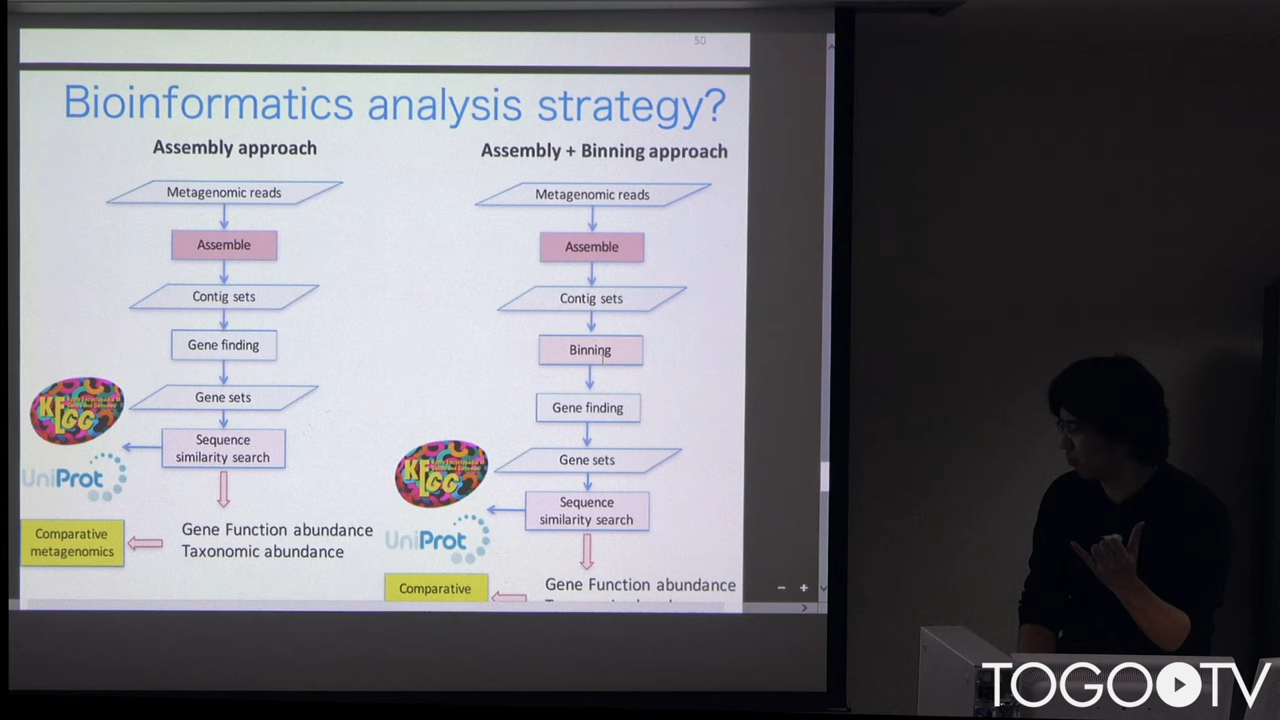 50
Bioinformatics analysis strategy?
Assembly approach
Metagenomic reads
Assemble
Contig sets
Gene finding
Gene sets
KEGG
Sequence
similarity search
UniProt
Gene Function abundance
Taxonomic abundance
Comparative
metagenomics
Assembly + Binning approach
Metagenomic reads
Assemble
Contig sets
Binning
Gene finding
Gene sets
KEGG
Sequence
similarity search
UniProt
Gene Function abundance
Comparative
TOGO TV